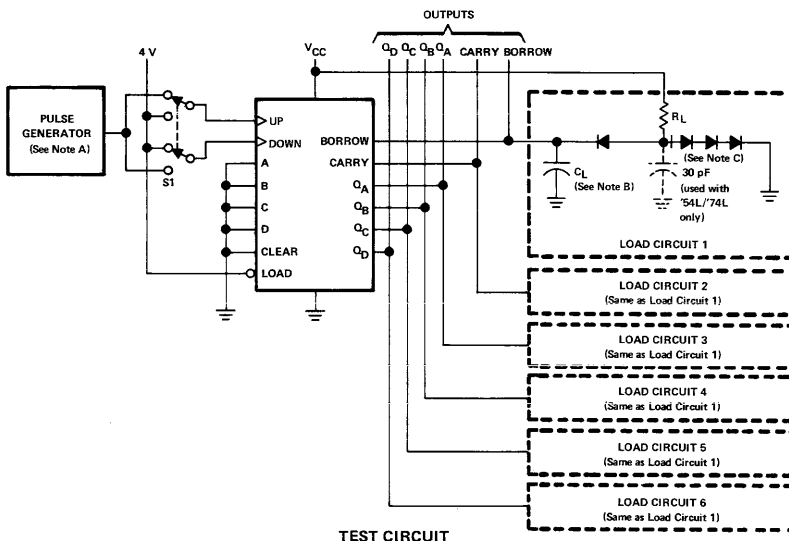 OUTPUTS
4 V
VCC
QD QC QB QA CARRY BORROW
PULSE
GENERATOR
(See Note A)
S1
UP
DOWN
A
B
C
D
CLEAR
LOAD
BORROW
CARRY
QA
QB
QC
QD
RL
CL
(See Note B)
(See Note C)
30 pF
(used with
'54L/'74L
only)
LOAD CIRCUIT 1
LOAD CIRCUIT 2
(Same as Load Circuit 1)
LOAD CIRCUIT 3
(Same as Load Circuit 1)
LOAD CIRCUIT 4
(Same as Load Circuit 1)
LOAD CIRCUIT 5
(Same as Load Circuit 1)
LOAD CIRCUIT 6
(Same as Load Circuit 1)
TEST CIRCUIT